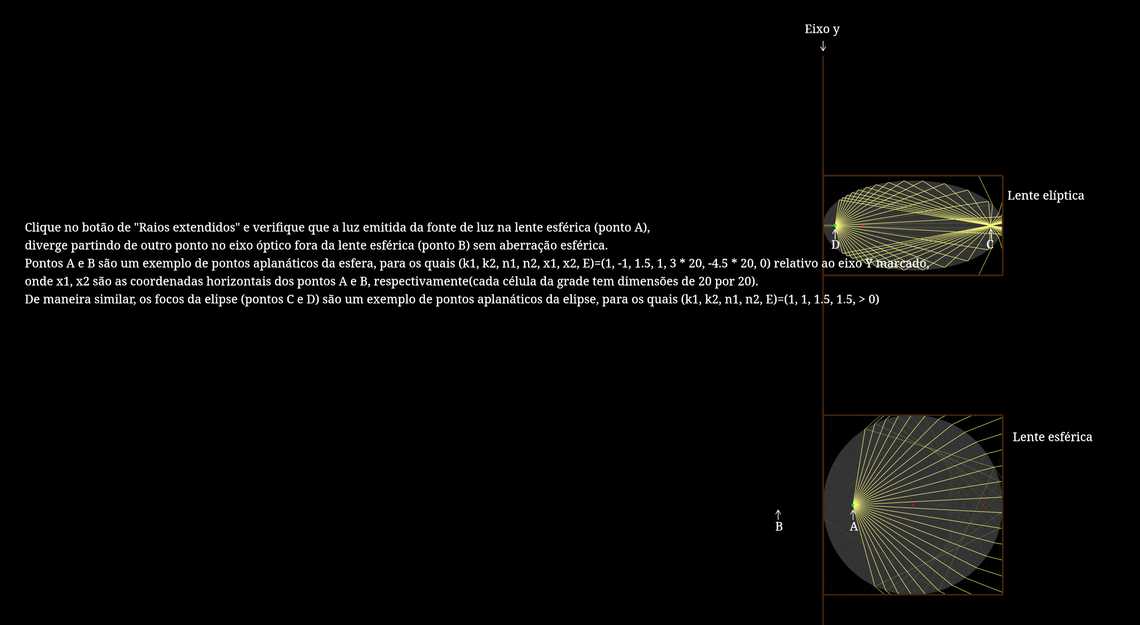 Eixo y
Lente elíptica
D
C
Clique no botão de "Raios extendidos" e verifique que a luz emitida da fonte de luz na lente esférica (ponto A),
diverge partindo de outro ponto no eixo óptico fora da lente esférica (ponto B) sem aberração esférica.
Pontos A e B são um exemplo de pontos aplanáticos da esfera, para os quais (k1, k2, n1, n2, x1, x2, E)=(1, -1, 1.5, 1, 3 * 20, -4.5 * 20, 0) relativo ao eixo Y marcado,
onde x1, x2 são as coordenadas horizontais dos pontos A e B, respectivamente(cada célula da grade tem dimensões de 20 por 20).
De maneira similar, os focos da elipse (pontos C e D) são um exemplo de pontos aplanáticos da elipse, para os quais (k1, k2, n1, n2, E)=(1, 1, 1.5, 1.5, > 0)
Lente esférica
B
A